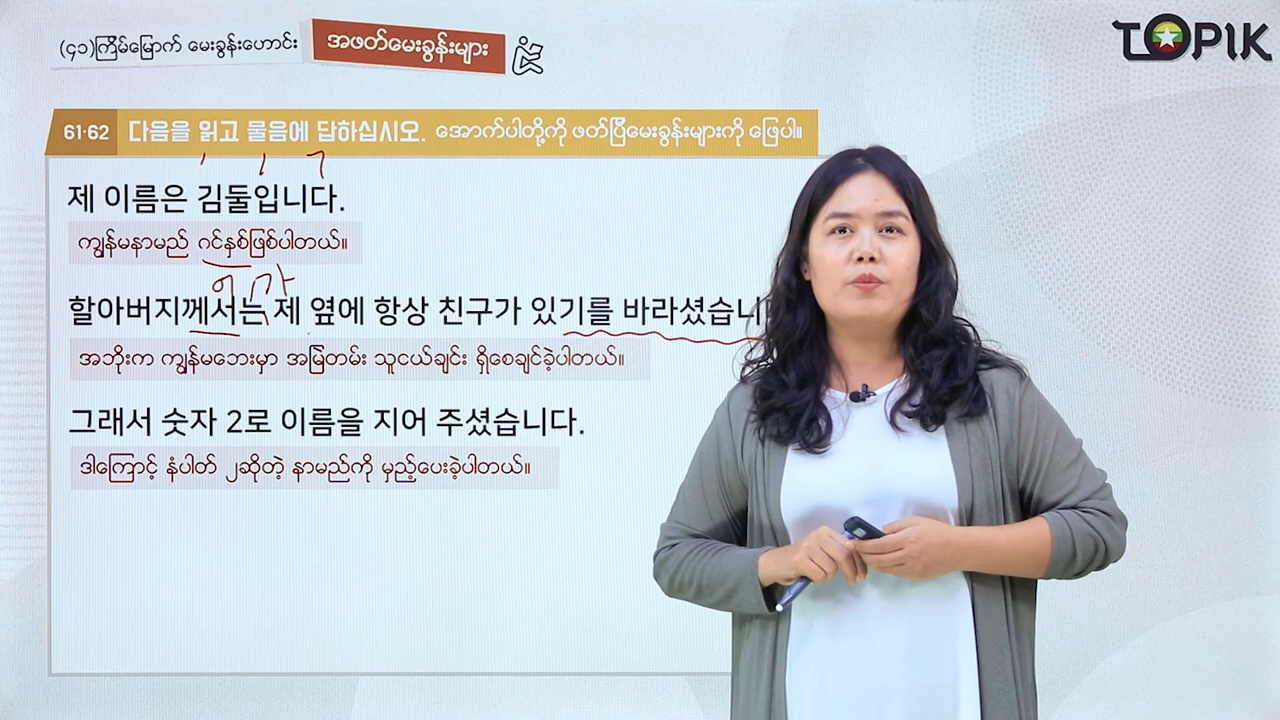 (၄၁)ကြိမ်မြောက် မေးခွန်းဟောင်း အဖတ်မေးခွန်းများ
TOPIK
61·62 다음을 읽고 물음에 답하십시오. အောက်ပါတို့ကို ဖတ်ပြီမေးခွန်းများကို ဖြေပါ။
제 이름은 김둘입니다.
ကျွန်မနာမည် ဂင်နှစ်ဖြစ်ပါတယ်။
할아버지께서는 제 옆에 항상 친구가 있기를 바라셨습니
အဘိုးက ကျွန်မဘေးမှာ အမြဲတမ်း သူငယ်ချင်း ရှိစေချင်ခဲ့ပါတယ်။
그래서 숫자 2로 이름을 지어 주셨습니다.
ဒါကြောင့် နံပါတ် ၂ဆိုတဲ့ နာမည်ကို မှည့်ပေးခဲ့ပါတယ်။